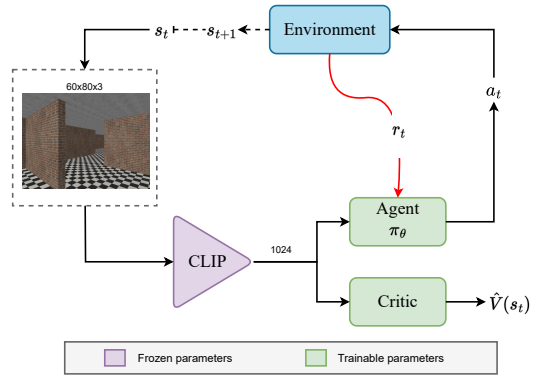 s_t
s_{t+1}
Environment
60x80x3
a_t
r_t
CLIP
1024
Agent
π_θ
Critic
V̂(s_t)
Frozen parameters
Trainable parameters